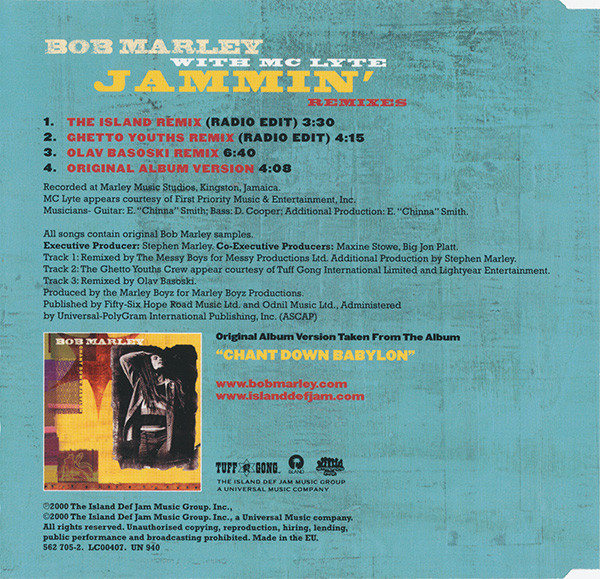 BOB MARLEY
WITH MC LYTE
JAMMIN'
REMIXES
1. THE ISLAND REMIX (RADIO EDIT) 3:30
2. GHETTO YOUTHS REMIX (RADIO EDIT) 4:15
3. OLAV BASOSKI REMIX 6:40
4. ORIGINAL ALBUM VERSION 4:08
Recorded at Marley Music Studios, Kingston, Jamaica.
MC Lyte appears courtesy of First Priority Music & Entertainment, Inc.
Musicians- Guitar: E. "Chinna" Smith; Bass: D. Cooper; Additional Production: E. "Chinna" Smith.
All songs contain original Bob Marley samples.
Executive Producer: Stephen Marley. Co-Executive Producers: Maxine Stowe, Big Jon Platt.
Track 1: Remixed by The Messy Boys for Messy Productions Ltd. Additional Production by Stephen Marley.
Track 2: The Ghetto Youths Crew appear courtesy of Tuff Gong International Limited and Lightyear Entertainment.
Track 3: Remixed by Olav Basoski.
Produced by the Marley Boyz for Marley Boyz Productions.
Published by Fifty-Six Hope Road Music Ltd. and Odnil Music Ltd., Administered
by Universal-PolyGram International Publishing, Inc. (ASCAP)
BOB MARLEY
CHANT DOWN BABYLON
Original Album Version Taken From The Album
"CHANT DOWN BABYLON"
www.bobmarley.com
www.islanddefjam.com
TUFF GONG
ISLAND
THE ISLAND DEF JAM MUSIC GROUP
A UNIVERSAL MUSIC COMPANY
℗2000 The Island Def Jam Music Group. Inc.,
©2000 The Island Def Jam Music Group. Inc., a Universal Music company.
All rights reserved. Unauthorised copying, reproduction, hiring, lending,
public performance and broadcasting prohibited. Made in the EU.
562 705-2. LC00407. UN 940